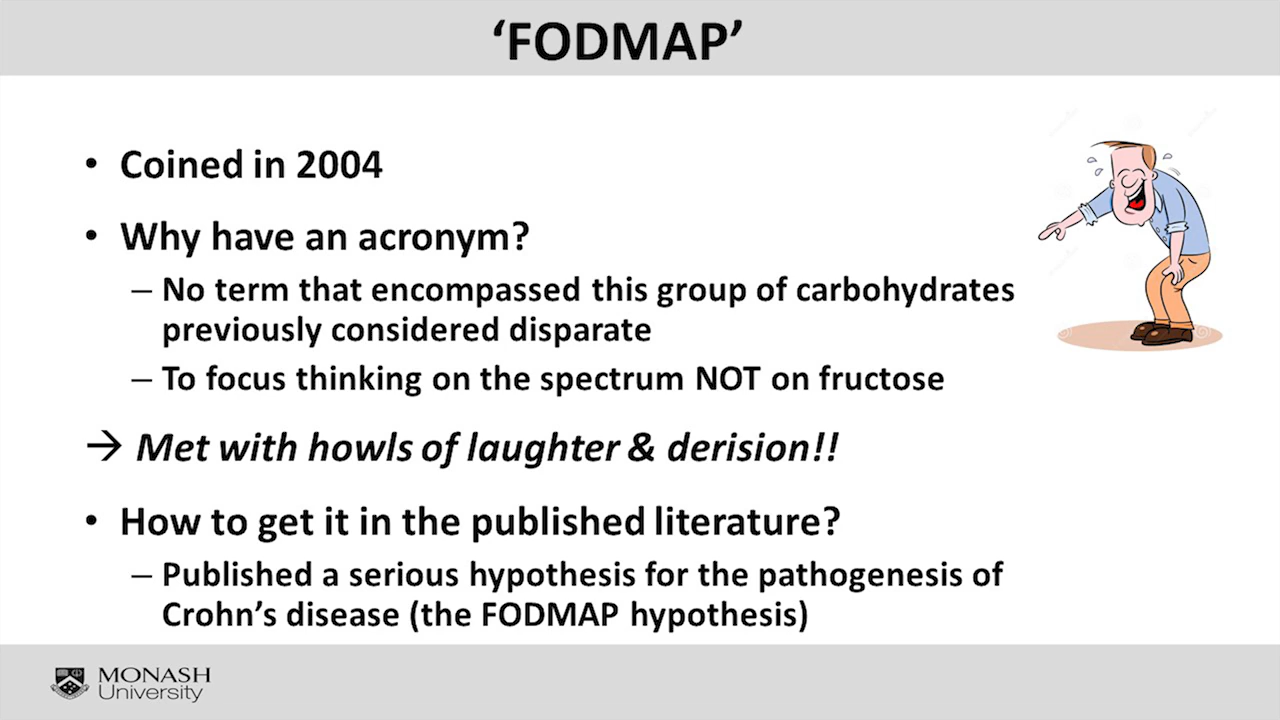 ‘FODMAP’
• Coined in 2004
• Why have an acronym?
– No term that encompassed this group of carbohydrates
previously considered disparate
– To focus thinking on the spectrum NOT on fructose
→ Met with howls of laughter & derision!!
• How to get it in the published literature?
– Published a serious hypothesis for the pathogenesis of
Crohn’s disease (the FODMAP hypothesis)
MONASH
University